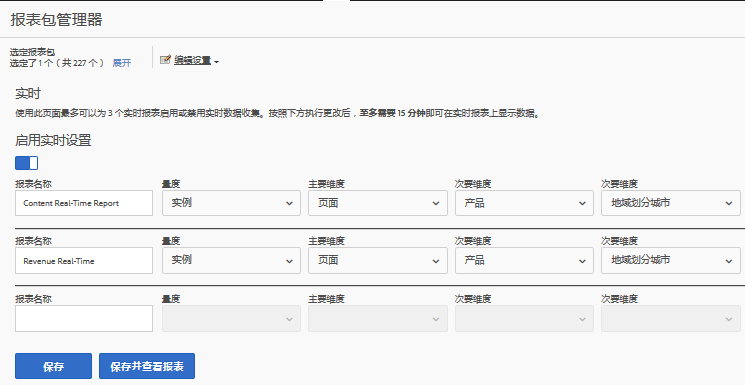 报表包管理器
选定报表包
选定了 1 个（共 227 个） 展开
编辑设置
实时
使用此页面最多可以为 3 个实时报表启用或禁用实时数据收集。按照下方执行更改后，至多需要 15 分钟即可在实时报表上显示数据。
启用实时设置
报表名称 量度 主要维度 次要维度 次要维度
Content Real-Time Report 实例 页面 产品 地域划分城市
报表名称 量度 主要维度 次要维度 次要维度
Revenue Real-Time 实例 页面 产品 地域划分城市
报表名称 量度 主要维度 次要维度 次要维度
保存 保存并查看报表